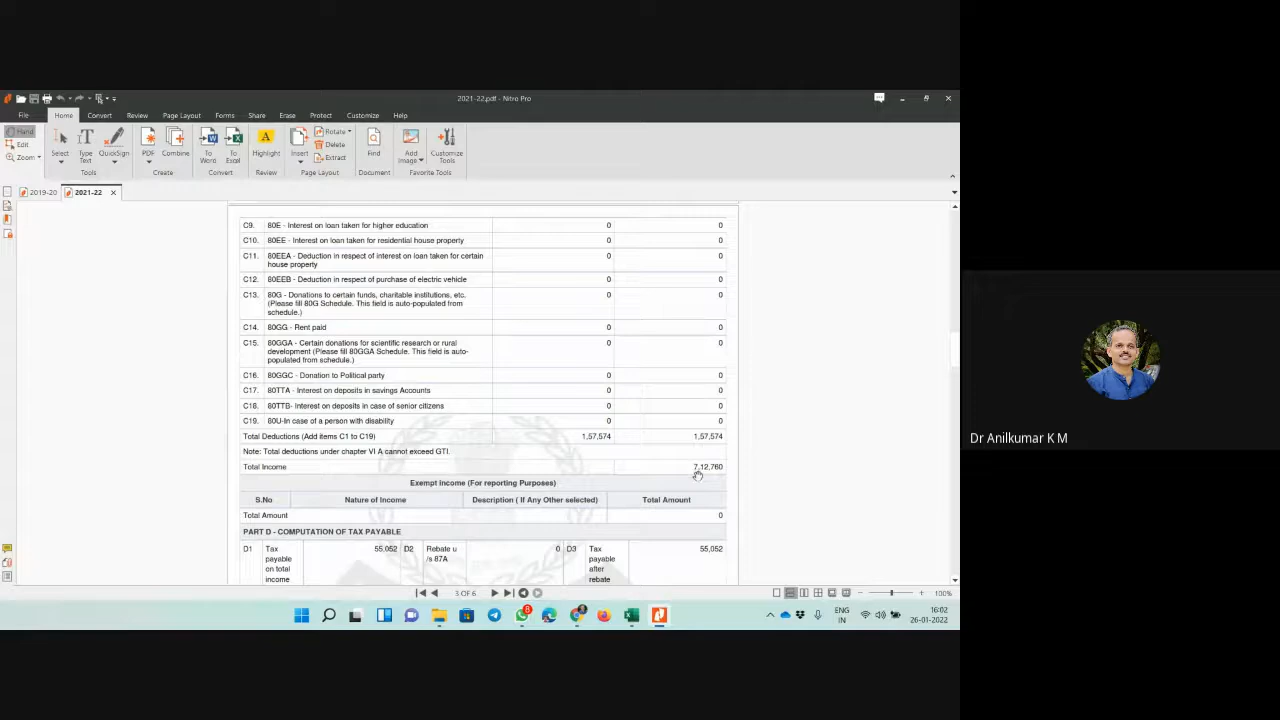 2021-22.pdf - Nitro Pro
File Home Convert Review Page Layout Forms Share Erase Protect Customize Help
Hand
Edit
Zoom
Select
Type Text
QuickSign
PDF
Combine
To Word
To Excel
Highlight
Insert
Rotate
Delete
Extract
Find
Add Image
Customize Tools
Tools Create Convert Review Page Layout Document Favorite Tools
2019-20 2021-22
C9. 80E - Interest on loan taken for higher education 0 0
C10. 80EE - Interest on loan taken for residential house property 0 0
C11. 80EEA - Deduction in respect of interest on loan taken for certain 0 0
house property
C12. 80EEB - Deduction in respect of purchase of electric vehicle 0 0
C13. 80G - Donations to certain funds, charitable institutions, etc. 0 0
(Please fill 80G Schedule. This field is auto-populated from
schedule.)
C14. 80GG - Rent paid 0 0
C15. 80GGA - Certain donations for scientific research or rural 0 0
development (Please fill 80GGA Schedule. This field is auto-
populated from schedule.)
C16. 80GGC - Donation to Political party 0 0
C17. 80TTA - Interest on deposits in savings Accounts 0 0
C18. 80TTB- Interest on deposits in case of senior citizens 0 0
C19. 80U-In case of a person with disability 0 0
Total Deductions (Add items C1 to C19) 1,57,574 1,57,574
Note: Total deductions under chapter VI A cannot exceed GTI.
Total Income 7,12,760
Exempt Income (For reporting Purposes)
S.No Nature of Income Description ( If Any Other selected) Total Amount
Total Amount 0
PART D - COMPUTATION OF TAX PAYABLE
D1 Tax 55,052 D2 Rebate u 0 D3 Tax 55,052
payable /s 87A payable
on total after
income rebate
3 OF 6
100%
8
ENG
IN
16:02
26-01-2022
Dr Anilkumar K M